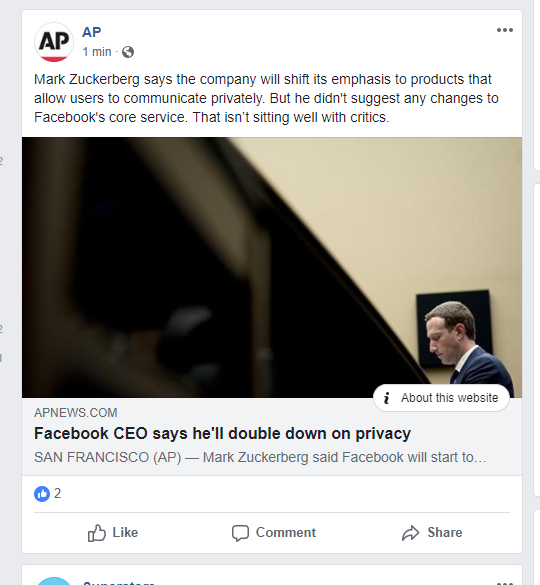 AP
AP
1 min
Mark Zuckerberg says the company will shift its emphasis to products that
allow users to communicate privately. But he didn't suggest any changes to
Facebook's core service. That isn’t sitting well with critics.
About this website
APNEWS.COM
Facebook CEO says he'll double down on privacy
SAN FRANCISCO (AP) — Mark Zuckerberg said Facebook will start to…
2
Like
Comment
Share